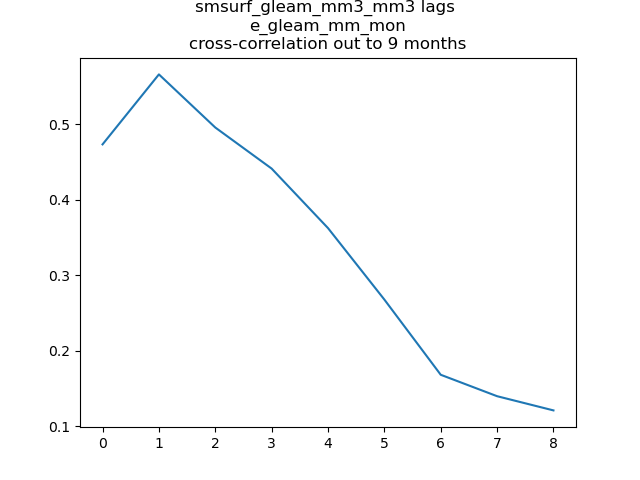 smsurf_gleam_mm3_mm3 lags
e_gleam_mm_mon
cross-correlation out to 9 months
0.5
0.4
0.3
0.2
0.1
0 1 2 3 4 5 6 7 8